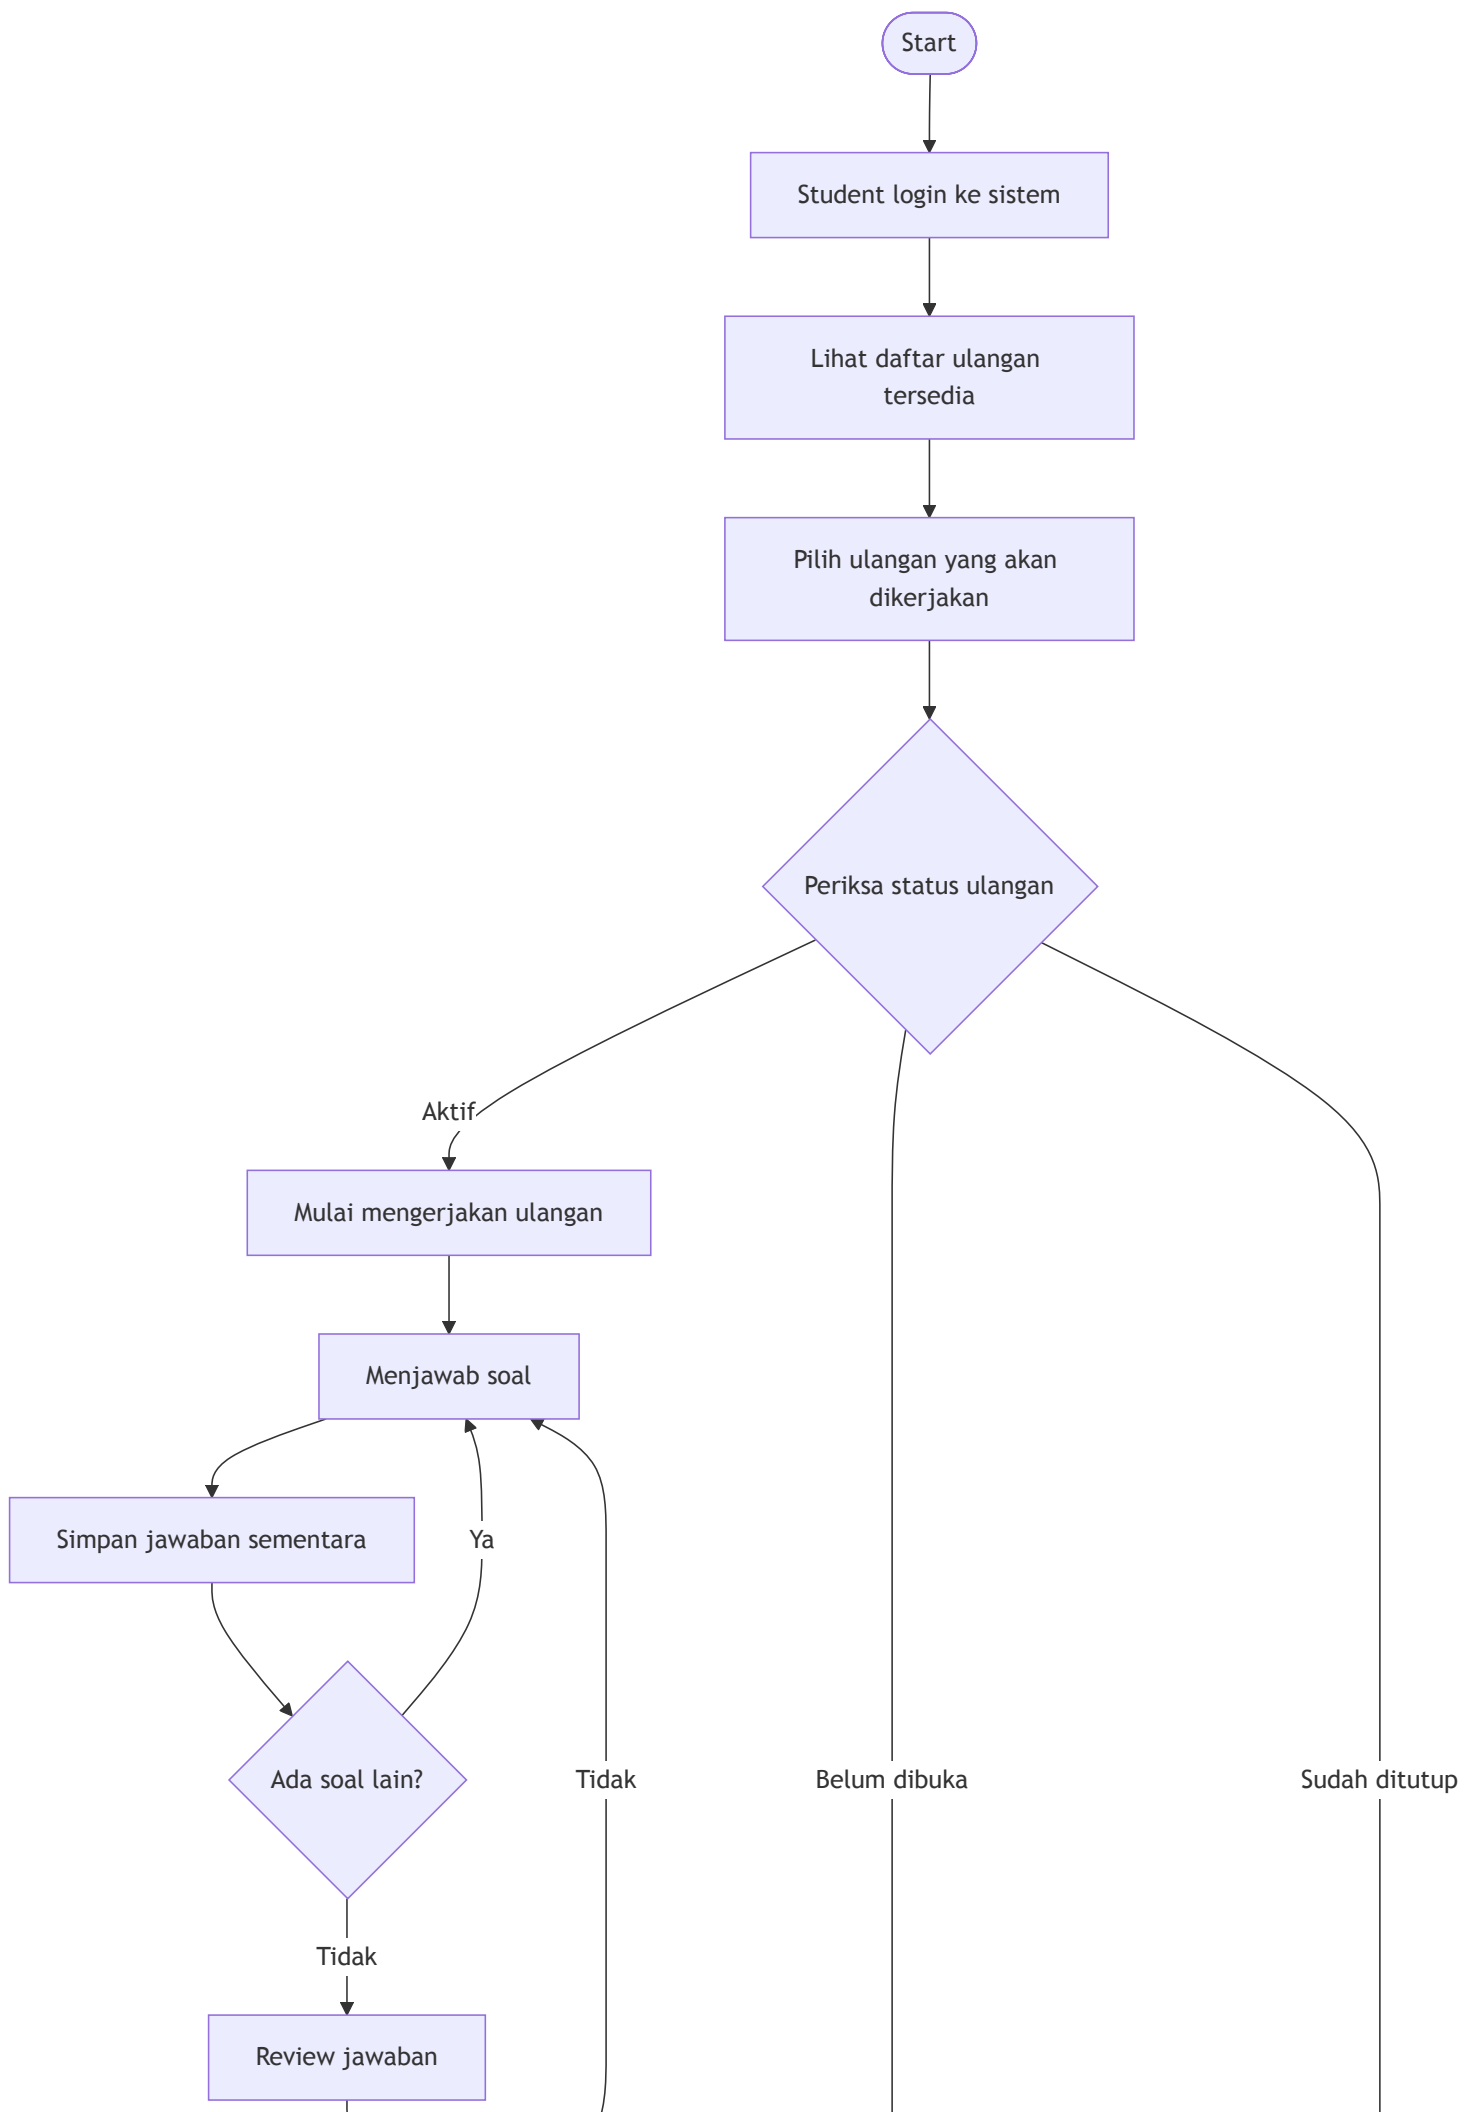 Start
Student login ke sistem
Lihat daftar ulangan
tersedia
Pilih ulangan yang akan
dikerjakan
Periksa status ulangan
Aktif
Mulai mengerjakan ulangan
Menjawab soal
Simpan jawaban sementara
Ya
Ada soal lain?
Tidak
Belum dibuka
Sudah ditutup
Tidak
Review jawaban